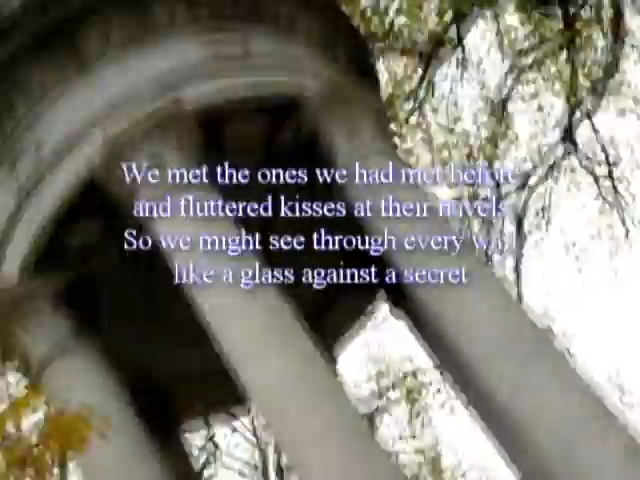 We met the ones we had met before
and fluttered kisses at their navels
So we might see through every wall
like a glass against a secret